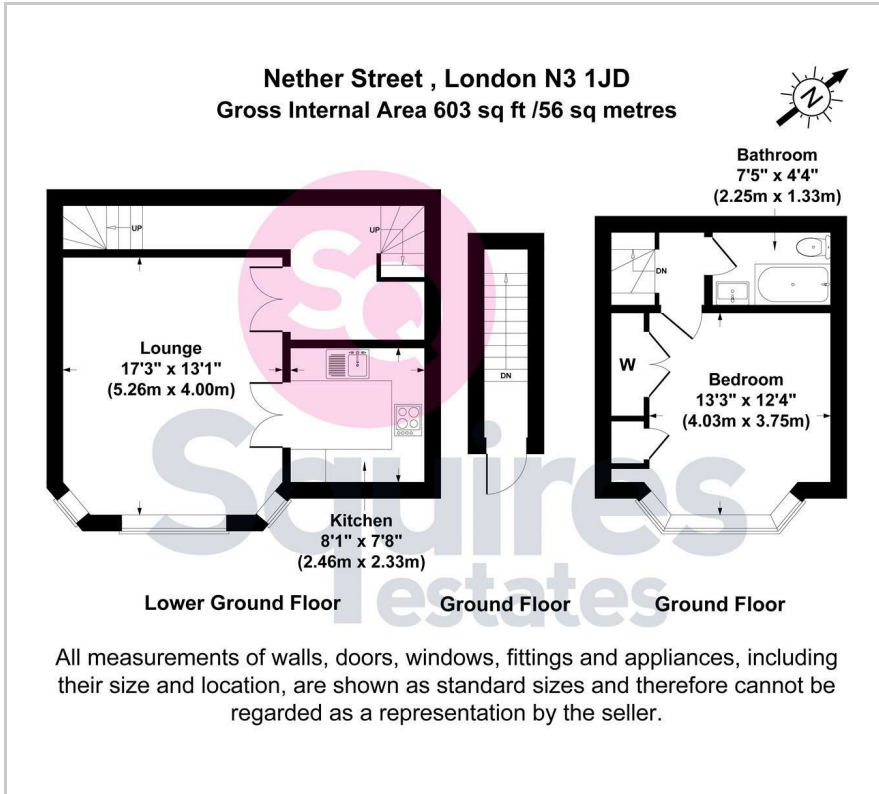 Nether Street , London N3 1JD
Gross Internal Area 603 sq ft /56 sq metres
N
Bathroom
7'5" x 4'4"
(2.25m x 1.33m)
UP
UP
DN
SQ
Lounge
17'3" x 13'1"
(5.26m x 4.00m)
DN
W
Bedroom
13'3" x 12'4"
(4.03m x 3.75m)
Squires
estates
Kitchen
8'1" x 7'8"
(2.46m x 2.33m)
Lower Ground Floor
Ground Floor
Ground Floor
All measurements of walls, doors, windows, fittings and appliances, including
their size and location, are shown as standard sizes and therefore cannot be
regarded as a representation by the seller.